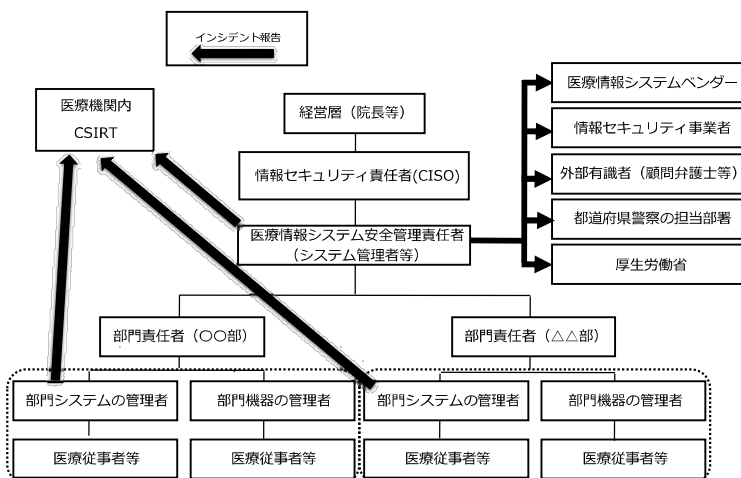 インシデント報告
医療機関内
CSIRT
経営層（院長等）
情報セキュリティ責任者(CISO)
医療情報システム安全管理責任者
（システム管理者等）
医療情報システムベンダー
情報セキュリティ事業者
外部有識者（顧問弁護士等）
都道府県警察の担当部署
厚生労働省
部門責任者（〇〇部）
部門責任者（△△部）
部門システムの管理者
部門機器の管理者
部門システムの管理者
部門機器の管理者
医療従事者等
医療従事者等
医療従事者等
医療従事者等